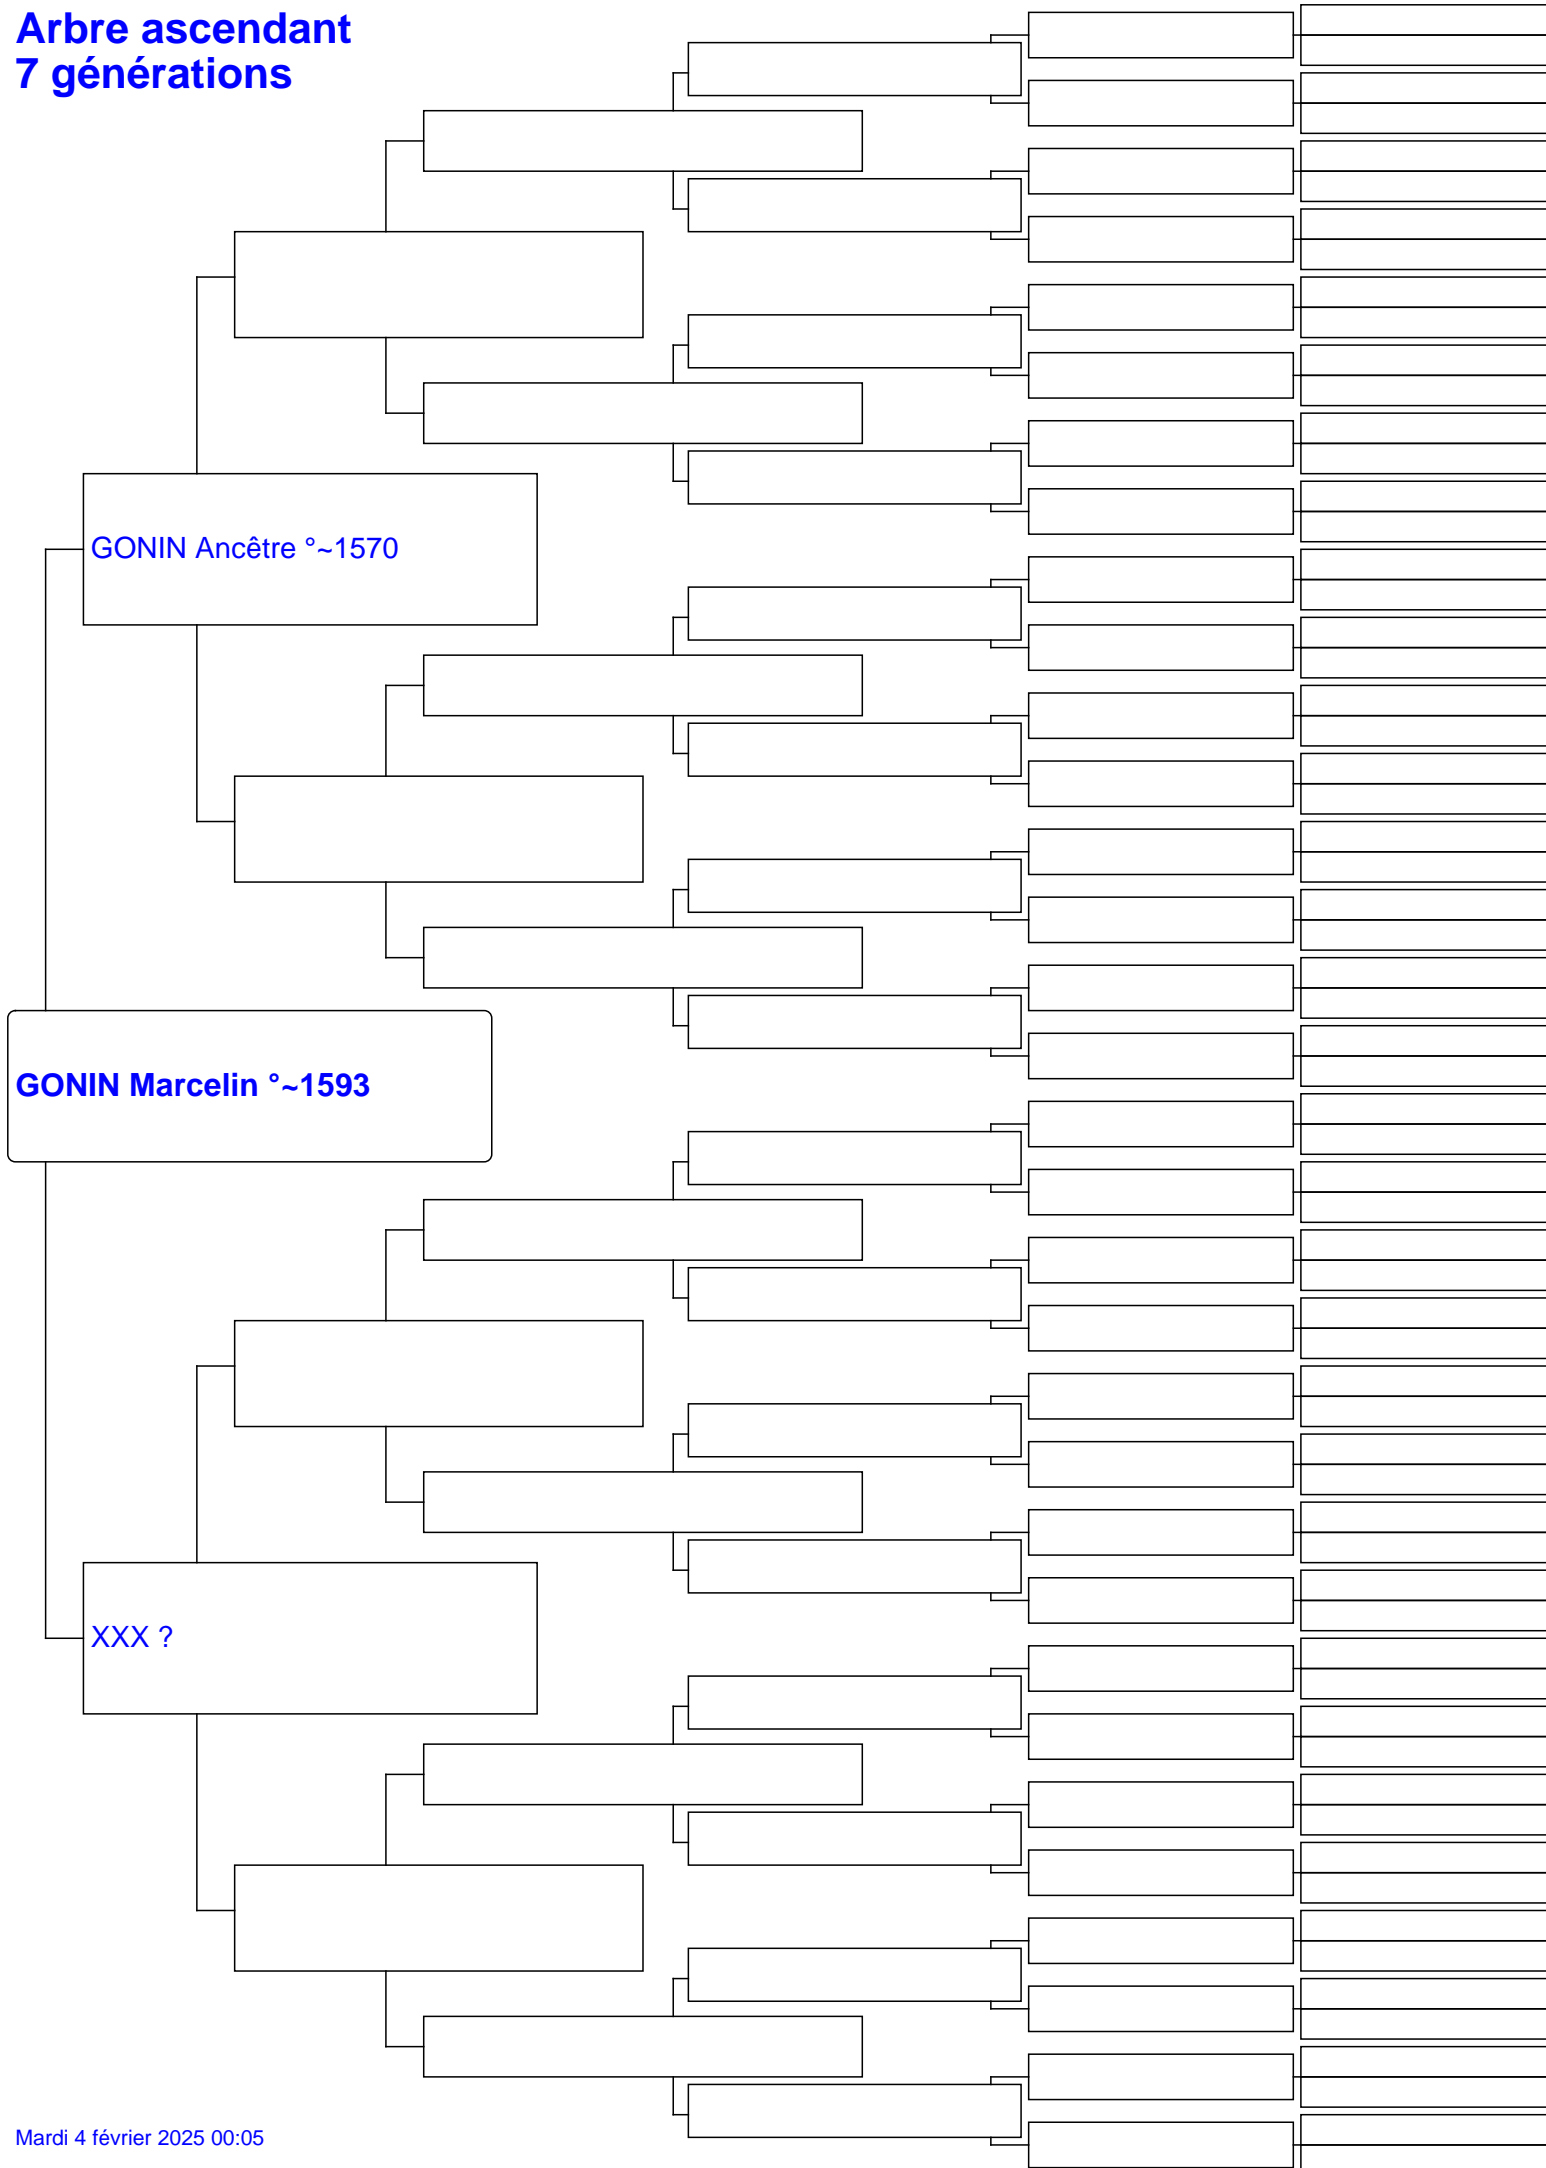 Arbre ascendant
7 générations
GONIN Ancêtre °~1570
GONIN Marcelin °~1593
XXX ?
Mardi 4 février 2025 00:05